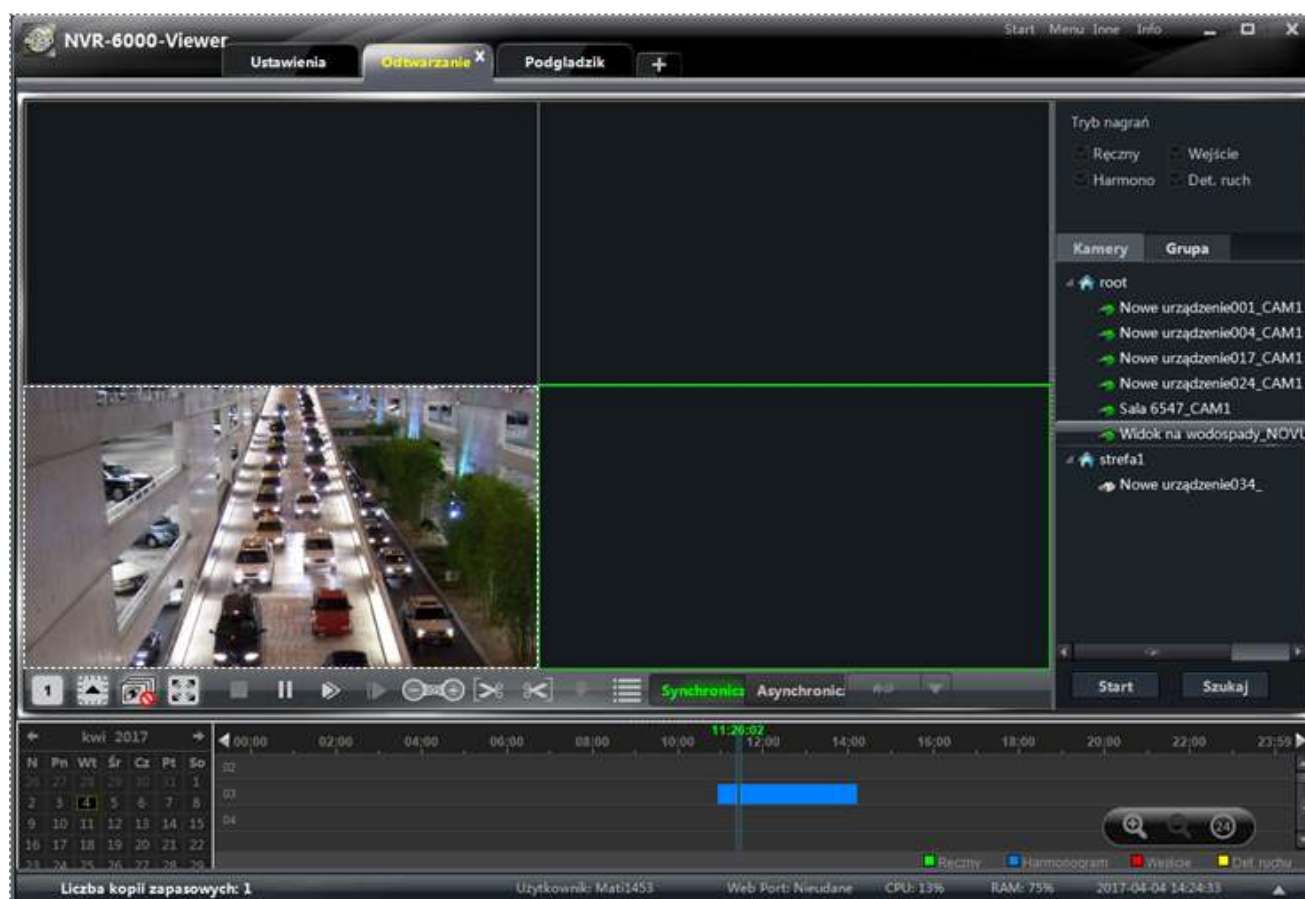 NVR-6000-Viewer
Start Menu Inne Info
Ustawienia
Odtwarzanie X
Podgladzik
+
Tryb nagrań
Ręczny Wejście
Harmono Det. ruch
Kamery Grupa
root
Nowe urządzenie001_CAM1
Nowe urządzenie004_CAM1
Nowe urządzenie017_CAM1
Nowe urządzenie024_CAM1
Sala 6547_CAM1
Widok na wodospady_NOVU
strefa1
Nowe urządzenie034_
1
Synchronicz Asynchronic
Start Szukaj
kwi 2017
11:26:02
00:00 02:00 04:00 06:00 08:00 10:00 12:00 14:00 16:00 18:00 20:00 22:00 23:59
N Pn Wt Śr Cz Pt So
26 27 28 29 30 31 1
2 3 4 5 6 7 8
9 10 11 12 13 14 15
16 17 18 19 20 21 22
23 24 25 26 27 28 29
02
03
04
24
Ręczny Harmonogram Wejście Det. ruchu
Liczba kopii zapasowych: 1
Użytkownik: Mati1453
Web Port: Nieudane
CPU: 13%
RAM: 75%
2017-04-04 14:24:33